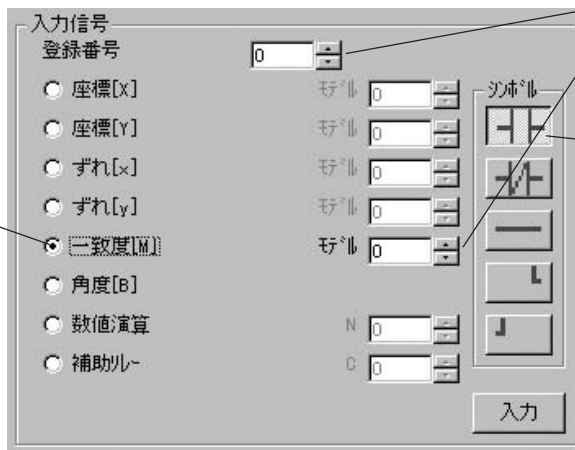 入力信号
登録番号 0
座標[X] ﾓﾃﾞﾙ 0
座標[Y] ﾓﾃﾞﾙ 0
ずれ[x] ﾓﾃﾞﾙ 0
ずれ[y] ﾓﾃﾞﾙ 0
一致度[M] ﾓﾃﾞﾙ 0
角度[B]
数値演算 N 0
補助ﾘﾚｰ C 0
ｼﾝﾎﾞﾙ
入力